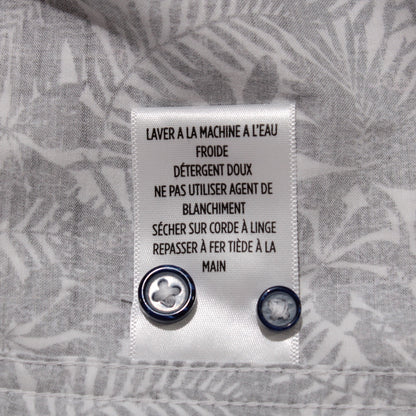 LAVER A LA MACHINE A L'EAU
FROIDE
DÉTERGENT DOUX
NE PAS UTILISER AGENT DE
BLANCHIMENT
SÉCHER SUR CORDE À LINGE
REPASSER À FER TIÈDE À LA
MAIN